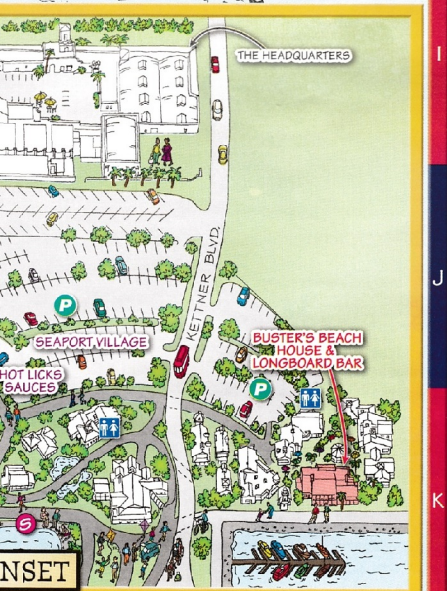 THE HEADQUARTERS
I
J
KETTNER BLVD.
P
SEAPORT VILLAGE
BUSTER'S BEACH
HOUSE &
LONGBOARD BAR
HOT LICKS
SAUCES
P
K
S
NSET